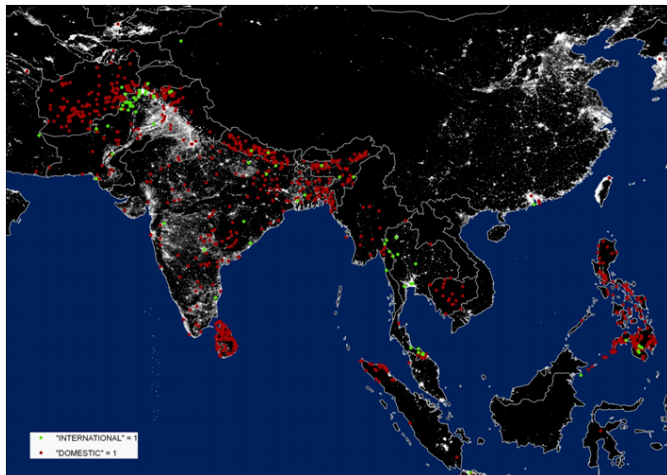 "INTERNATIONAL" = 1
"DOMESTIC" = 1